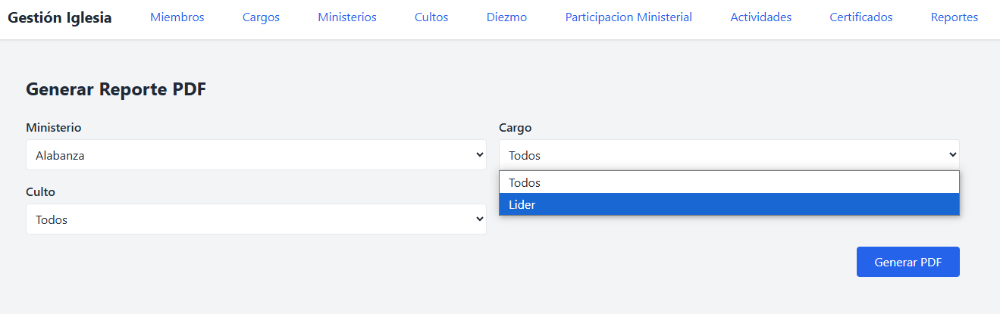 Gestión Iglesia Miembros Cargos Ministerios Cultos Diezmo Participacion Ministerial Actividades Certificados Reportes
Generar Reporte PDF
Ministerio
Alabanza
Cargo
Todos
Todos
Lider
Culto
Todos
Generar PDF